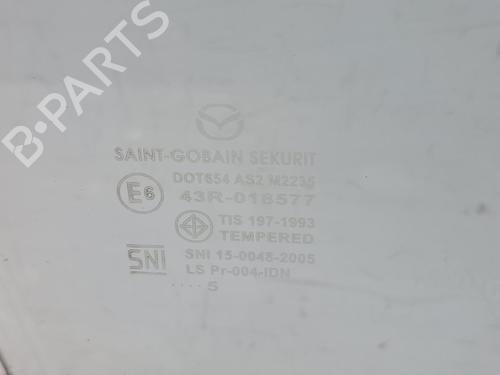 SAINT-GOBAIN SEKURIT
DOT654 AS2 M2235
E6 43R-018577
TIS 197-1993
TEMPERED
SNI SNI 15-0048-2005
LS Pr-004-IDN
.... 5
BPARTS